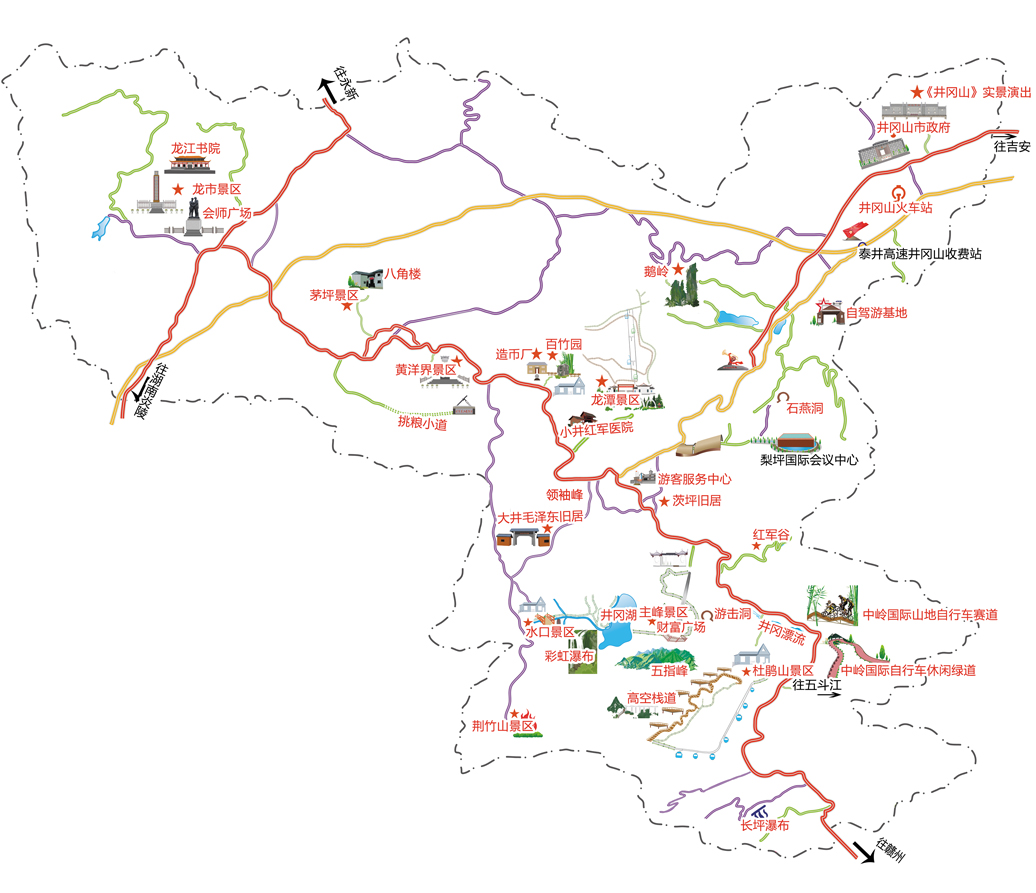 往永新
★《井冈山》实景演出
井冈山市政府
往吉安
龙江书院
龙市景区
会师广场
井冈山火车站
泰井高速井冈山收费站
八角楼
茅坪景区
鹅岭
自驾游基地
造币厂
百竹园
黄洋界景区
龙潭景区
往湖南炎陵
挑粮小道
小井红军医院
石燕洞
梨坪国际会议中心
游客服务中心
领袖峰
茨坪旧居
大井毛泽东旧居
红军谷
井冈湖
主峰景区
游击洞
中岭国际山地自行车赛道
水口景区
财富广场
井冈漂流
彩虹瀑布
五指峰
杜鹃山景区
中岭国际自行车休闲绿道
往五斗江
高空栈道
荆竹山景区
长坪瀑布
往赣州